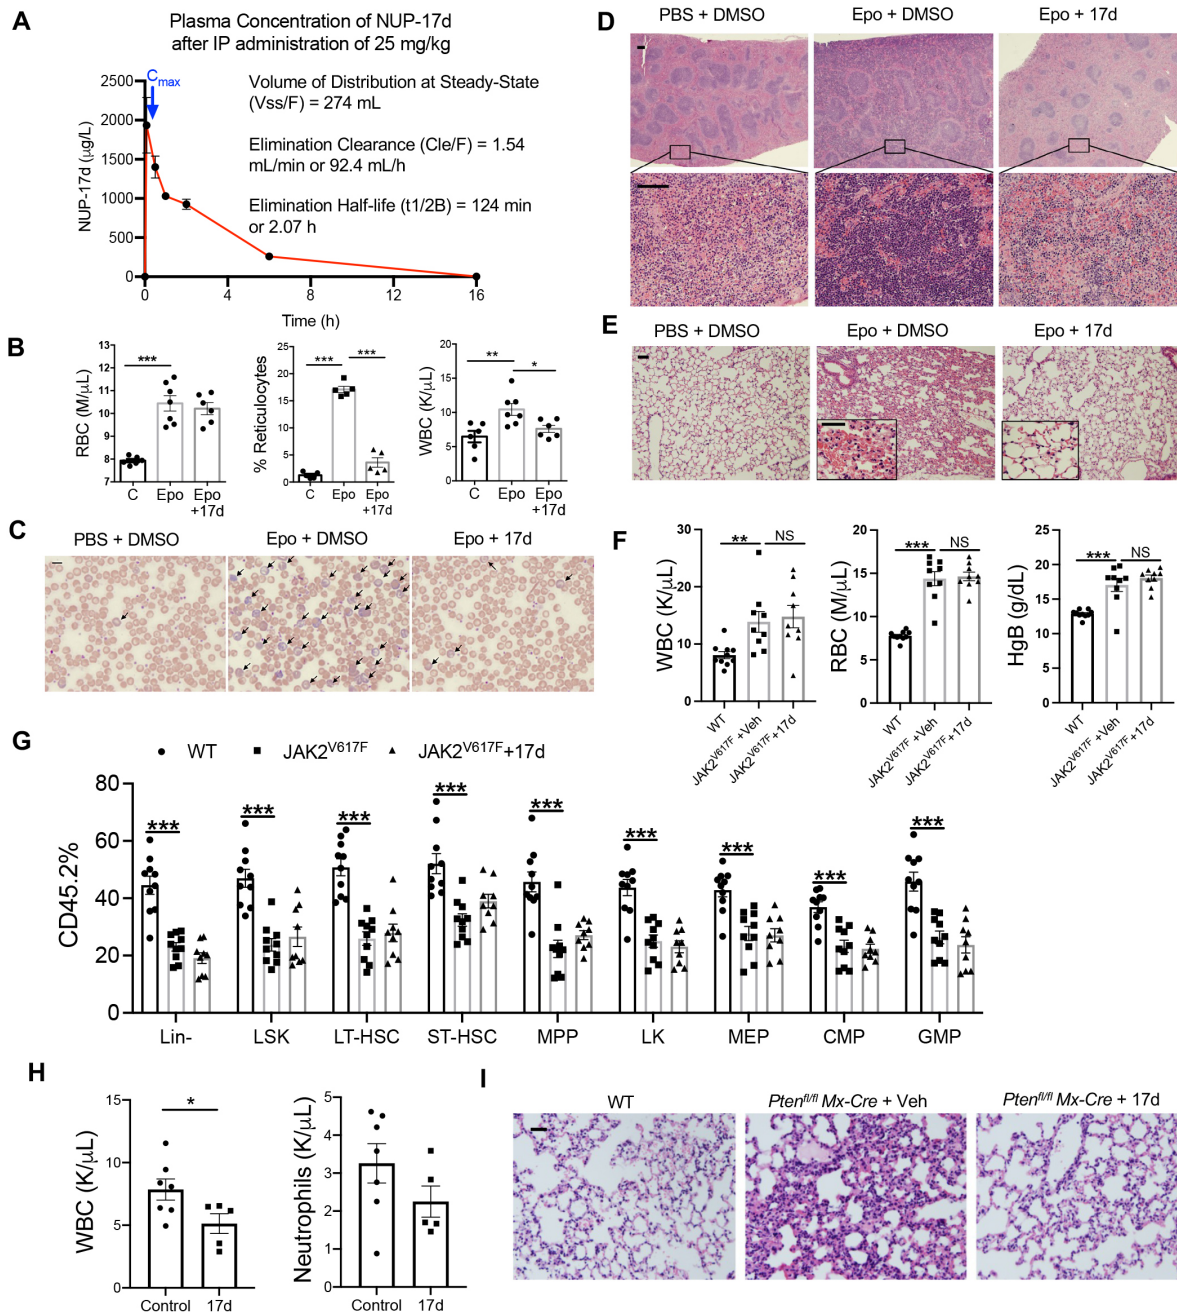 A
Plasma Concentration of NUP-17d
after IP administration of 25 mg/kg
Cmax
NUP-17d (μg/L)
2500
2000
1500
1000
500
0
0
4
8
12
16
Time (h)
Volume of Distribution at Steady-State
(Vss/F) = 274 mL
Elimination Clearance (Cle/F) = 1.54
mL/min or 92.4 mL/h
Elimination Half-life (t1/2B) = 124 min
or 2.07 h
B
RBC (M/μL)
13
12
11
10
9
8
7
***
C
Epo
Epo
+17d
% Reticulocytes
25
20
15
10
5
0
***
***
C
Epo
Epo
+17d
WBC (K/μL)
20
15
10
5
0
**
*
C
Epo
Epo
+17d
C
PBS + DMSO
Epo + DMSO
Epo + 17d
D
PBS + DMSO
Epo + DMSO
Epo + 17d
E
PBS + DMSO
Epo + DMSO
Epo + 17d
F
WBC (K/μL)
30
20
10
0
**
NS
WT
JAK2V617F+Veh
JAK2V617F+17d
RBC (M/μL)
20
15
10
5
0
***
NS
WT
JAK2V617F+Veh
JAK2V617F+17d
HgB (g/dL)
25
20
15
10
5
0
***
NS
WT
JAK2V617F+Veh
JAK2V617F+17d
G
WT
JAK2V617F
JAK2V617F+17d
CD45.2%
80
60
40
20
0
***
***
***
***
***
***
***
***
***
Lin-
LSK
LT-HSC
ST-HSC
MPP
LK
MEP
CMP
GMP
H
WBC (K/μL)
15
10
5
0
*
Control
17d
Neutrophils (K/μL)
5
4
3
2
1
0
Control
17d
I
WT
Ptenfl/fl Mx-Cre + Veh
Ptenfl/fl Mx-Cre + 17d